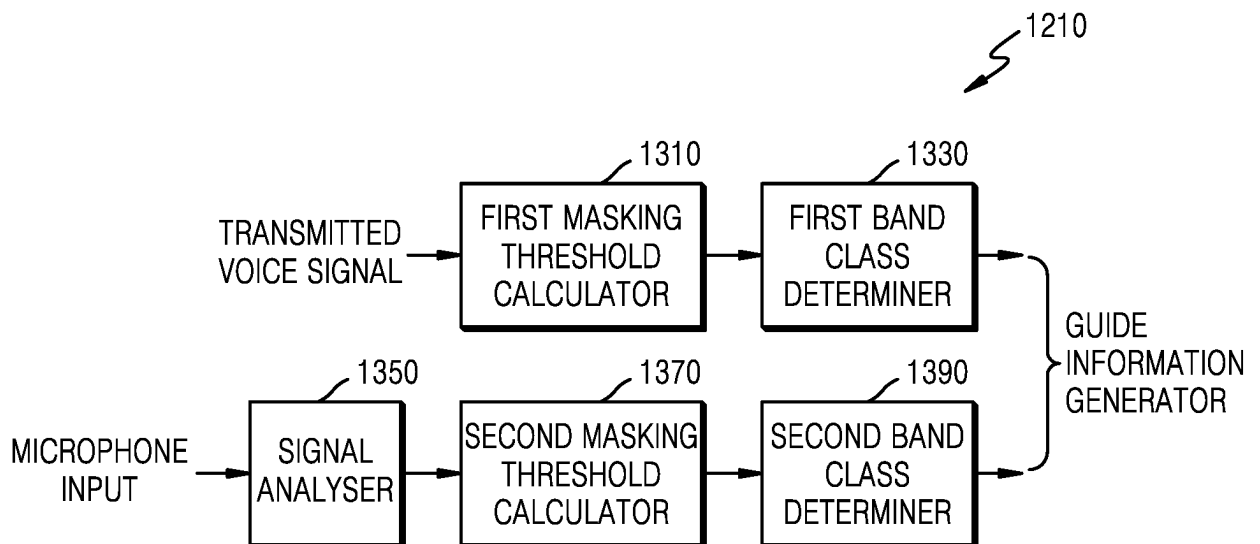 1210
1310
1330
TRANSMITTED
VOICE SIGNAL
FIRST MASKING
THRESHOLD
CALCULATOR
FIRST BAND
CLASS
DETERMINER
GUIDE
INFORMATION
GENERATOR
1350
1370
1390
MICROPHONE
INPUT
SIGNAL
ANALYSER
SECOND MASKING
THRESHOLD
CALCULATOR
SECOND BAND
CLASS
DETERMINER